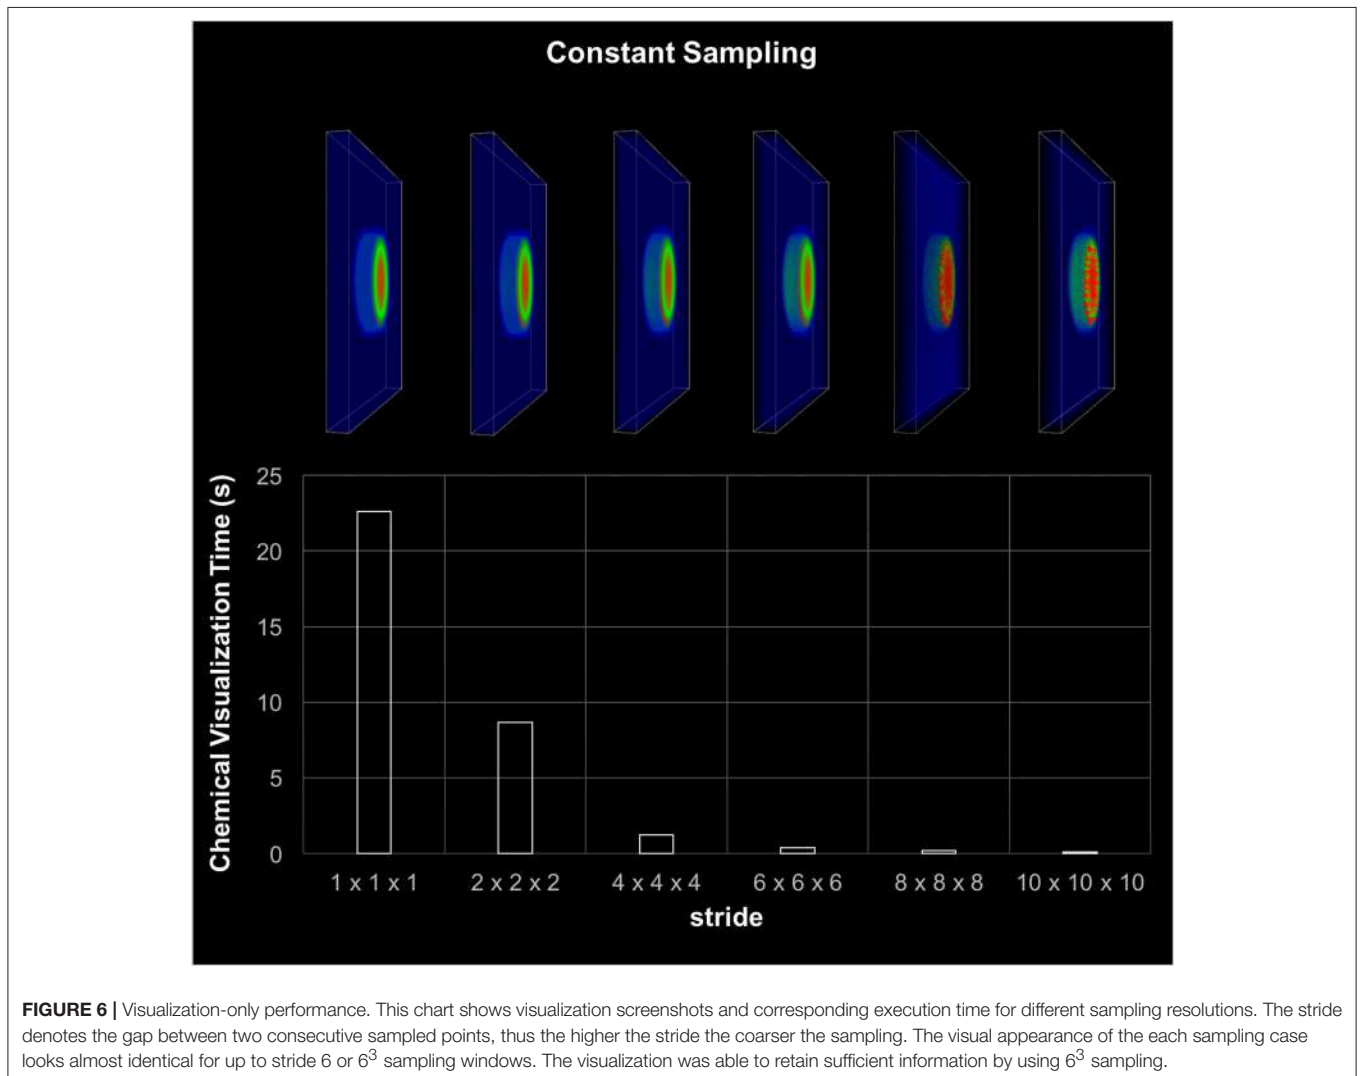 Constant Sampling
Chemical Visualization Time (s)
25
20
15
10
5
0
1 x 1 x 1 2 x 2 x 2 4 x 4 x 4 6 x 6 x 6 8 x 8 x 8 10 x 10 x 10
stride
FIGURE 6 | Visualization-only performance. This chart shows visualization screenshots and corresponding execution time for different sampling resolutions. The stride
denotes the gap between two consecutive sampled points, thus the higher the stride the coarser the sampling. The visual appearance of the each sampling case
looks almost identical for up to stride 6 or 6³ sampling windows. The visualization was able to retain sufficient information by using 6³ sampling.